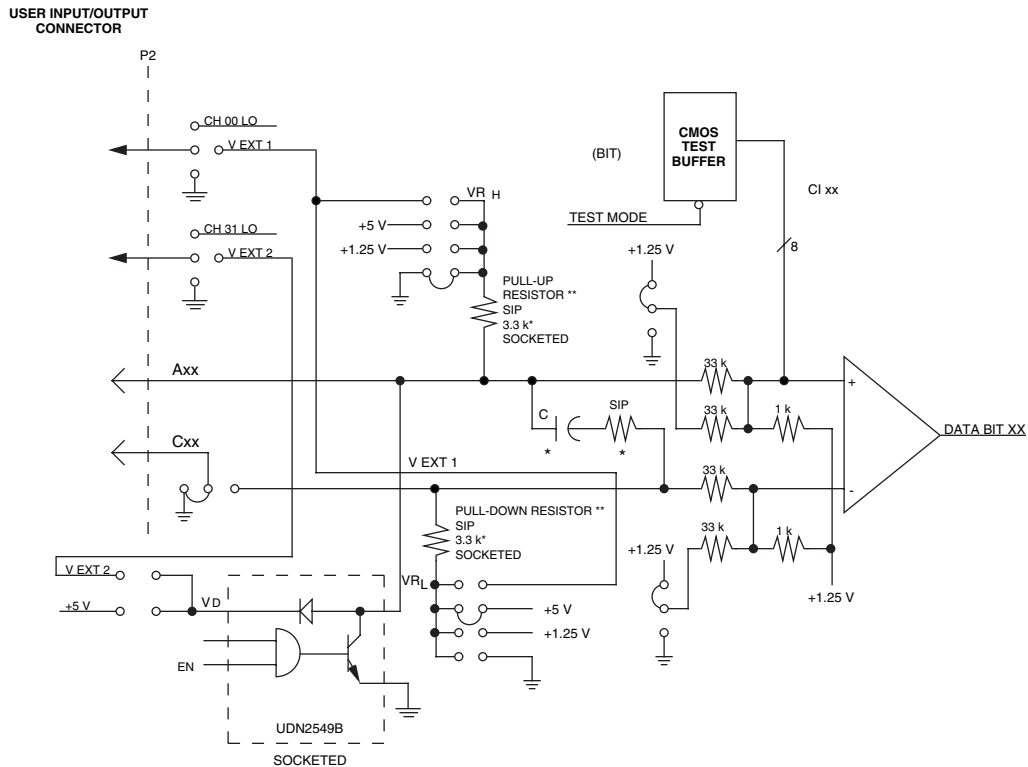 USER INPUT/OUTPUT
CONNECTOR
P2
CH 00 LO
V EXT 1
CH 31 LO
V EXT 2
VR H
+5 V
+1.25 V
PULL-UP
RESISTOR **
SIP
3.3 k*
SOCKETED
(BIT)
CMOS
TEST
BUFFER
CI xx
TEST MODE
8
+1.25 V
Axx
33 k
+
C
SIP
33 k
1 k
*
*
DATA BIT XX
Cxx
V EXT 1
33 k
-
PULL-DOWN RESISTOR **
SIP
3.3 k*
SOCKETED
33 k
1 k
+1.25 V
+1.25 V
V EXT 2
+5 V
VD
VRL
+5 V
+1.25 V
EN
UDN2549B
SOCKETED